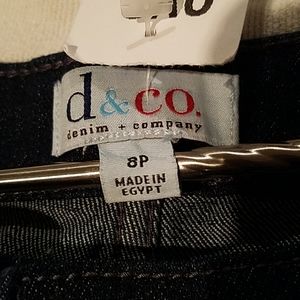 d&co.
denim + company
8P
MADE IN
EGYPT